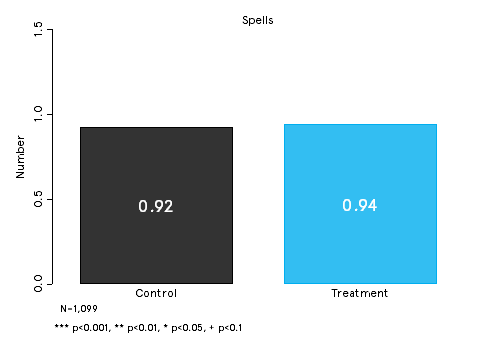 Spells
1.5
1.0
0.5
0.0
Number
0.92
0.94
Control
Treatment
N=1,099
*** p<0.001, ** p<0.01, * p<0.05, + p<0.1